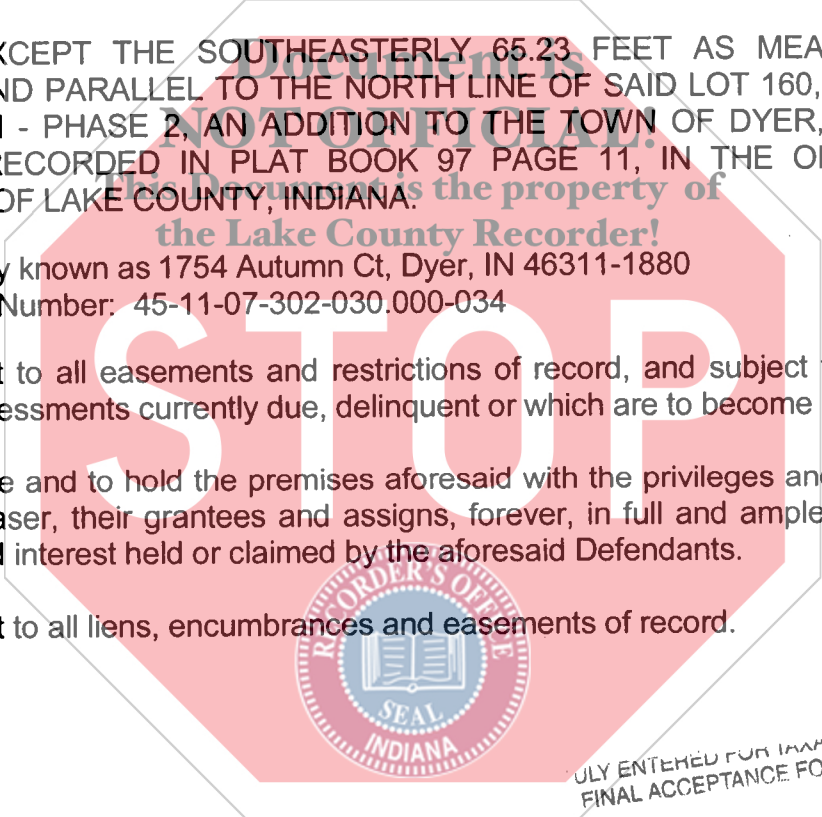 XCEPT THE SOUTHEASTERLY 65.23 FEET AS MEA
Document is
ND PARALLEL TO THE NORTH LINE OF SAID LOT 160,
NOT OFFICIAL!
- PHASE 2, AN ADDITION TO THE TOWN OF DYER,
RECORDED IN PLAT BOOK 97 PAGE 11, IN THE O
This Document is the property of
OF LAKE COUNTY, INDIANA.
the Lake County Recorder!
y known as 1754 Autumn Ct, Dyer, IN 46311-1880
Number: 45-11-07-302-030.000-034
STOP
t to all easements and restrictions of record, and subject
essments currently due, delinquent or which are to become
e and to hold the premises aforesaid with the privileges and
aser, their grantees and assigns, forever, in full and ample
d interest held or claimed by the aforesaid Defendants.
t to all liens, encumbrances and easements of record.
RECORDER'S OFFICE
SEAL
INDIANA
ULY ENTERED FOR TAXA
FINAL ACCEPTANCE FO